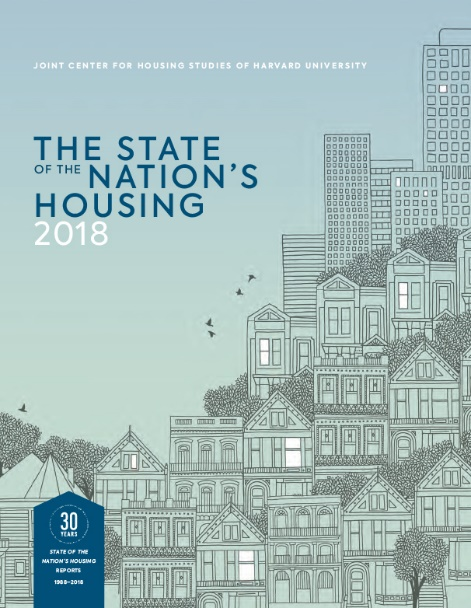 JOINT CENTER FOR HOUSING STUDIES OF HARVARD UNIVERSITY
THE STATE
OF THE NATION'S
HOUSING
2018
30
YEARS
STATE OF THE
NATION'S HOUSING
REPORTS
1988–2018